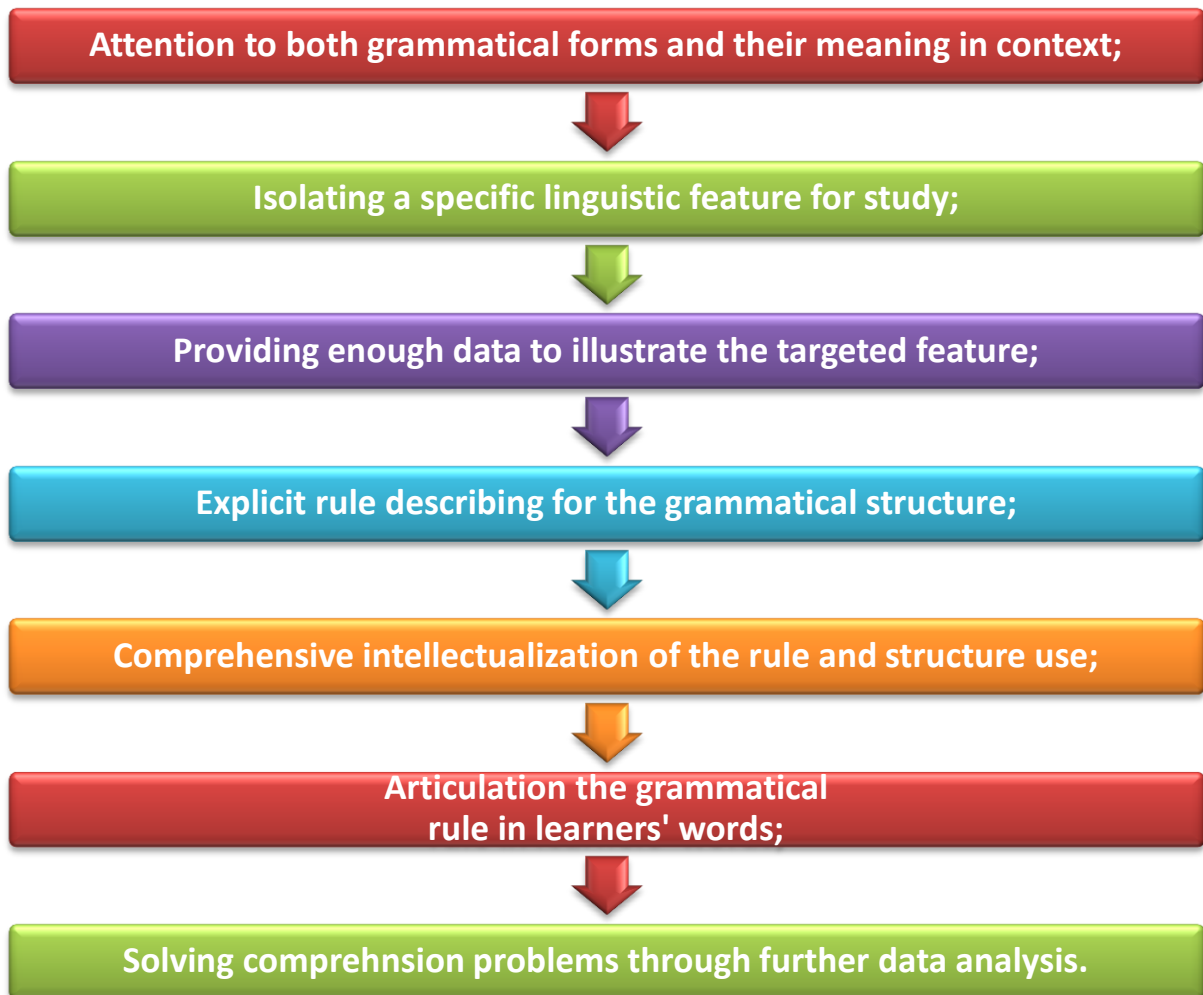 Attention to both grammatical forms and their meaning in context;
Isolating a specific linguistic feature for study;
Providing enough data to illustrate the targeted feature;
Explicit rule describing for the grammatical structure;
Comprehensive intellectualization of the rule and structure use;
Articulation the grammatical
rule in learners' words;
Solving comprehnsion problems through further data analysis.